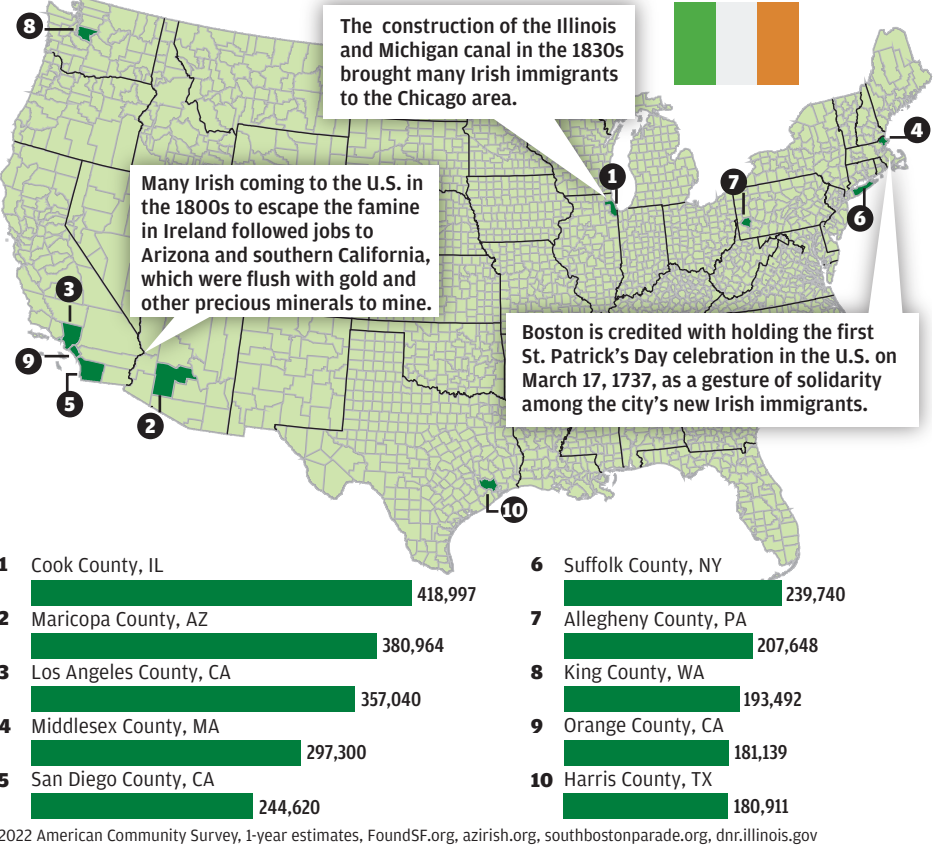 8
The construction of the Illinois
and Michigan canal in the 1830s
brought many Irish immigrants
to the Chicago area.
4
1
7
6
Many Irish coming to the U.S. in
the 1800s to escape the famine
in Ireland followed jobs to
Arizona and southern California,
which were flush with gold and
other precious minerals to mine.
3
9
5
2
Boston is credited with holding the first
St. Patrick's Day celebration in the U.S. on
March 17, 1737, as a gesture of solidarity
among the city's new Irish immigrants.
10
1 Cook County, IL
418,997
2 Maricopa County, AZ
380,964
3 Los Angeles County, CA
357,040
4 Middlesex County, MA
297,300
5 San Diego County, CA
244,620
6 Suffolk County, NY
239,740
7 Allegheny County, PA
207,648
8 King County, WA
193,492
9 Orange County, CA
181,139
10 Harris County, TX
180,911
2022 American Community Survey, 1-year estimates, FoundSF.org, azirish.org, southbostonparade.org, dnr.illinois.gov